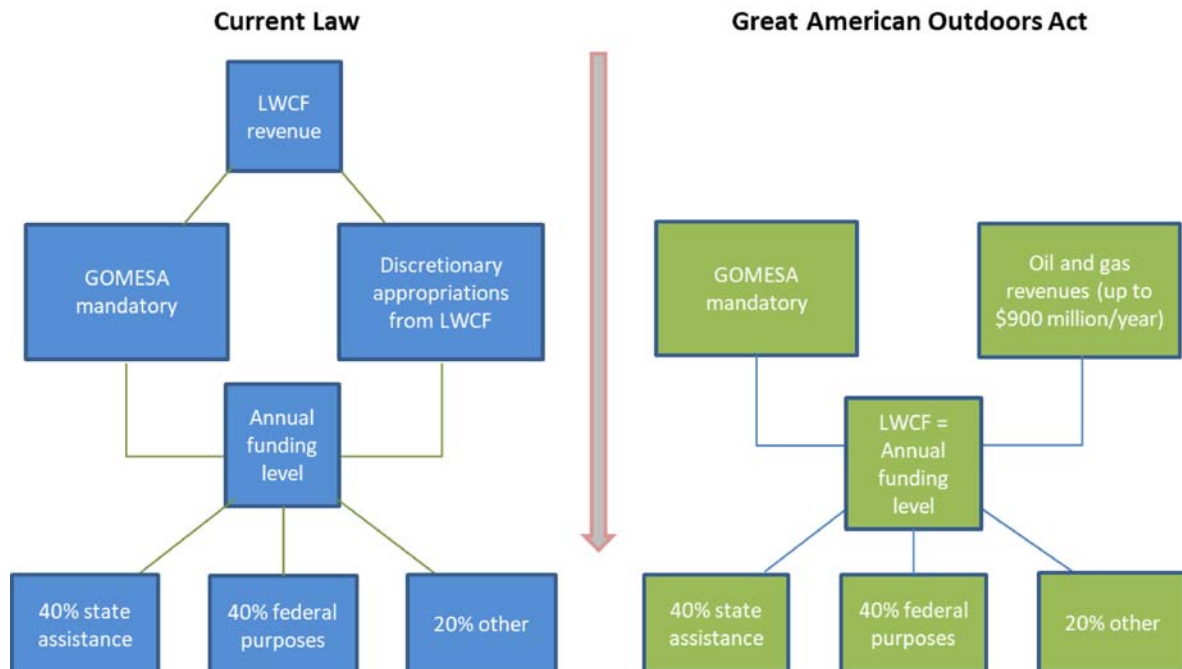 Current Law
LWCF
revenue
GOMESA
mandatory
Discretionary
appropriations
from LWCF
Annual
funding
level
40% state
assistance
40% federal
purposes
20% other
Great American Outdoors Act
GOMESA
mandatory
Oil and gas
revenues (up to
$900 million/year)
LWCF =
Annual
funding
level
40% state
assistance
40% federal
purposes
20% other